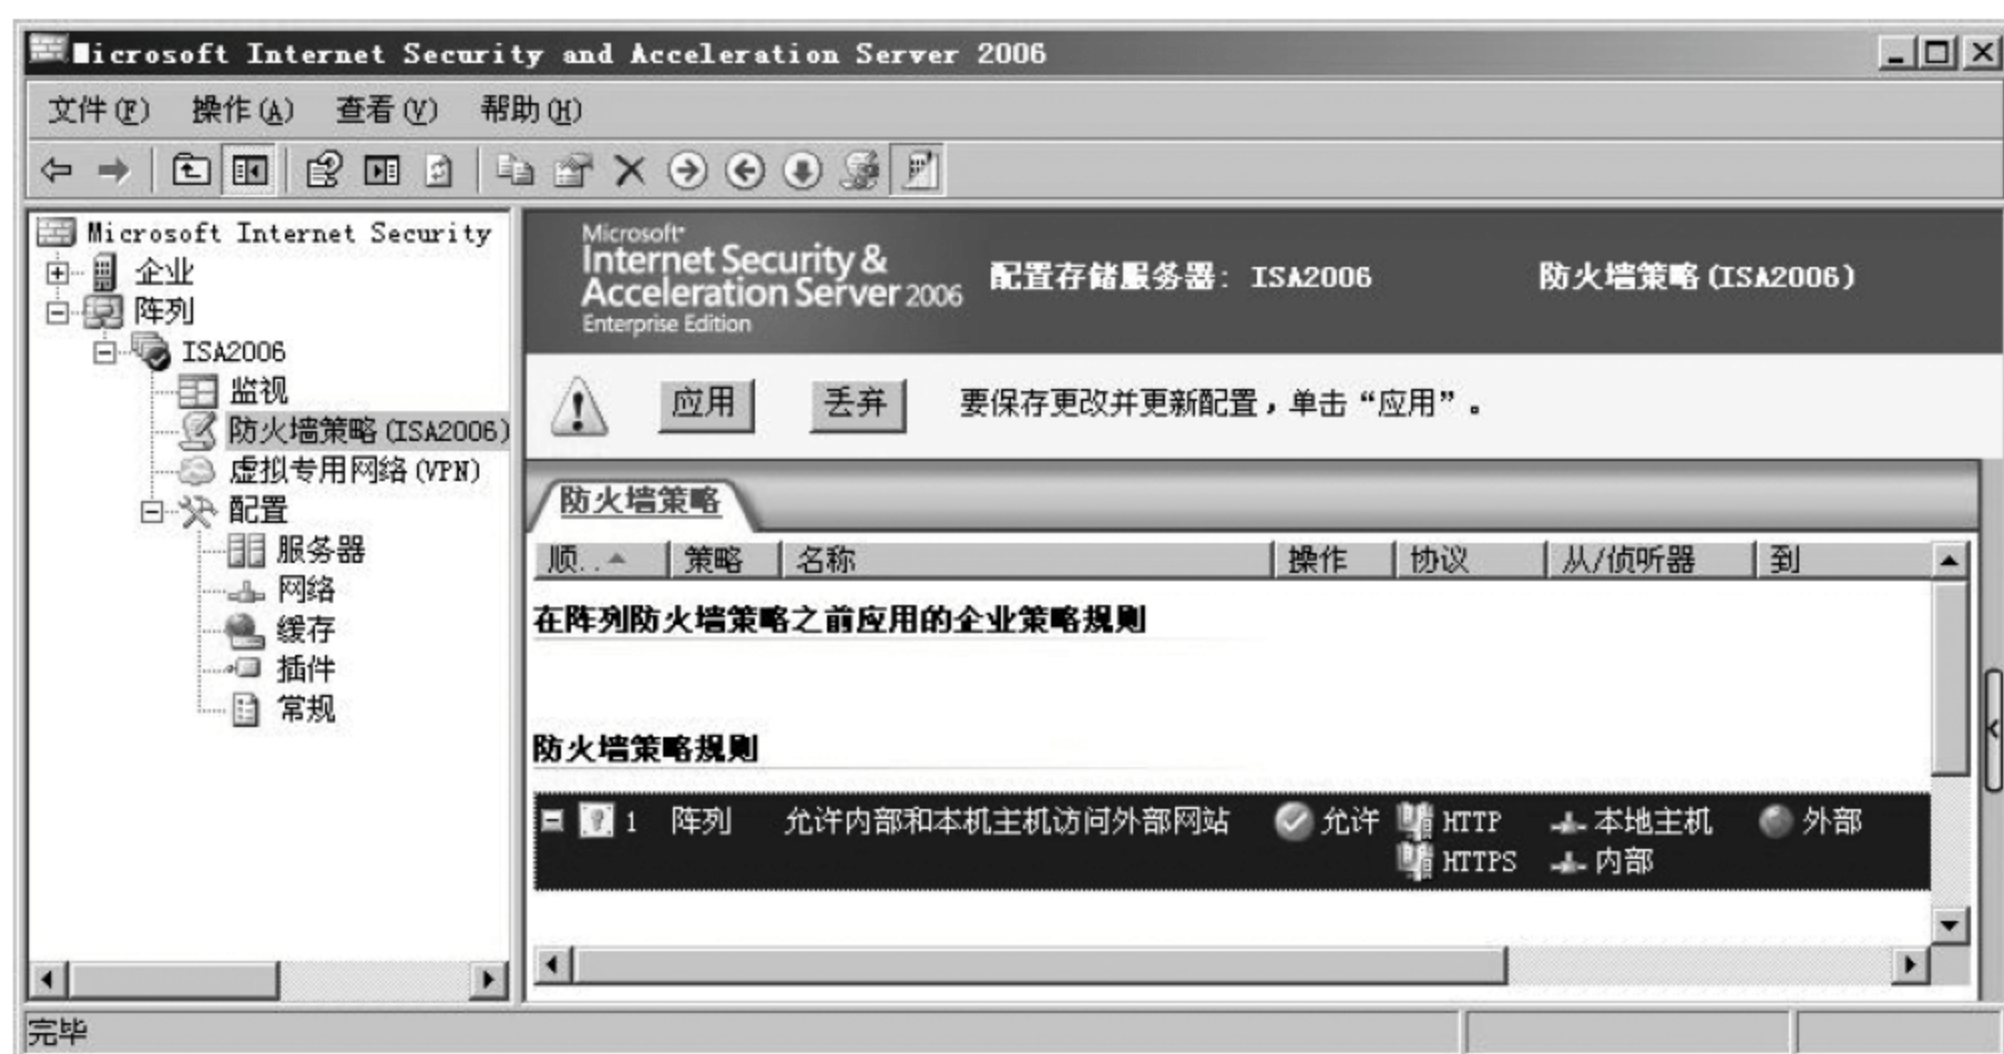 Microsoft Internet Security and Acceleration Server 2006
文件(F) 操作(A) 查看(V) 帮助(H)
Microsoft Internet Security
企业
阵列
ISA2006
监视
防火墙策略(ISA2006)
虚拟专用网络(VPN)
配置
服务器
网络
缓存
插件
常规
Microsoft
Internet Security &
Acceleration Server 2006
Enterprise Edition
配置存储服务器: ISA2006
防火墙策略(ISA2006)
应用 丢弃 要保存更改并更新配置，单击“应用”。
防火墙策略
顺.. 策略 名称 操作 协议 从/侦听器 到
在阵列防火墙策略之前应用的企业策略规则
防火墙策略规则
1 阵列 允许内部和本机主机访问外部网站 允许 HTTP 本地主机 外部
HTTPS 内部
完毕